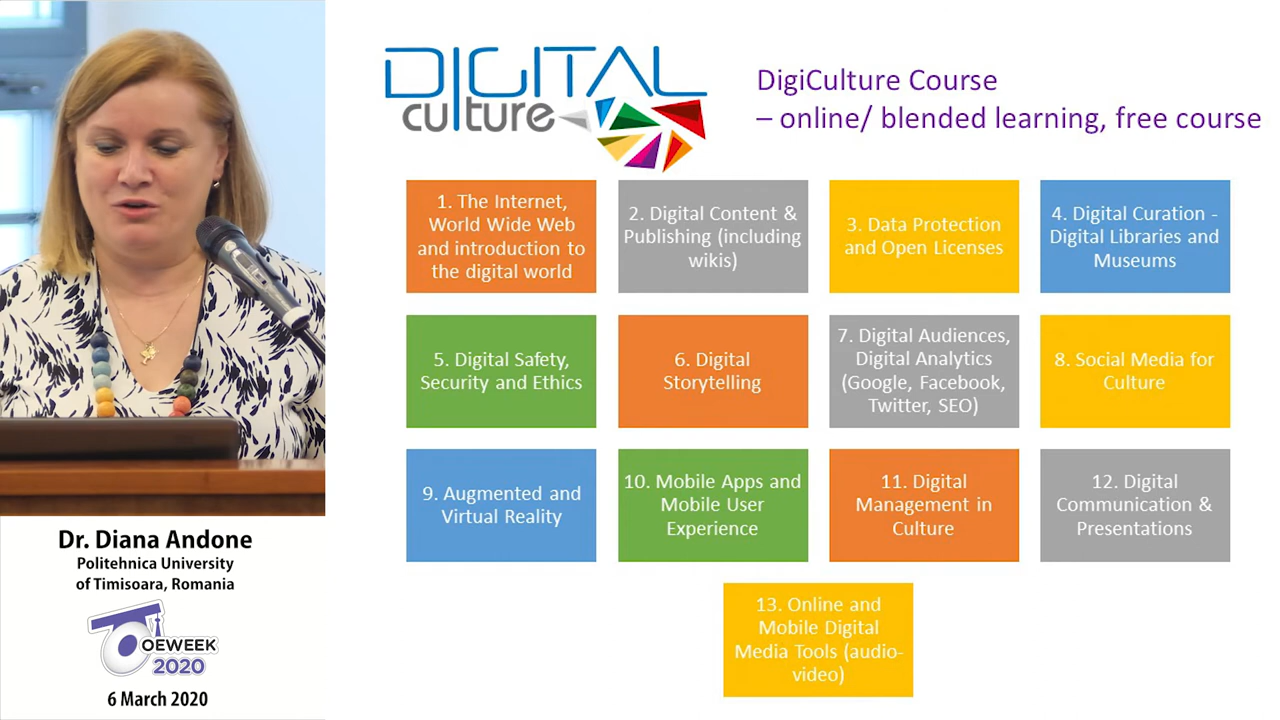 DIGITAL
culture
DigiCulture Course
– online/ blended learning, free course
1. The Internet,
World Wide Web
and introduction to
the digital world
2. Digital Content &
Publishing (including
wikis)
3. Data Protection
and Open Licenses
4. Digital Curation -
Digital Libraries and
Museums
5. Digital Safety,
Security and Ethics
6. Digital
Storytelling
7. Digital Audiences,
Digital Analytics
(Google, Facebook,
Twitter, SEO)
8. Social Media for
Culture
9. Augmented and
Virtual Reality
10. Mobile Apps and
Mobile User
Experience
11. Digital
Management in
Culture
12. Digital
Communication &
Presentations
13. Online and
Mobile Digital
Media Tools (audio-
video)
Dr. Diana Andone
Politehnica University
of Timisoara, Romania
OEWEEK
2020
6 March 2020